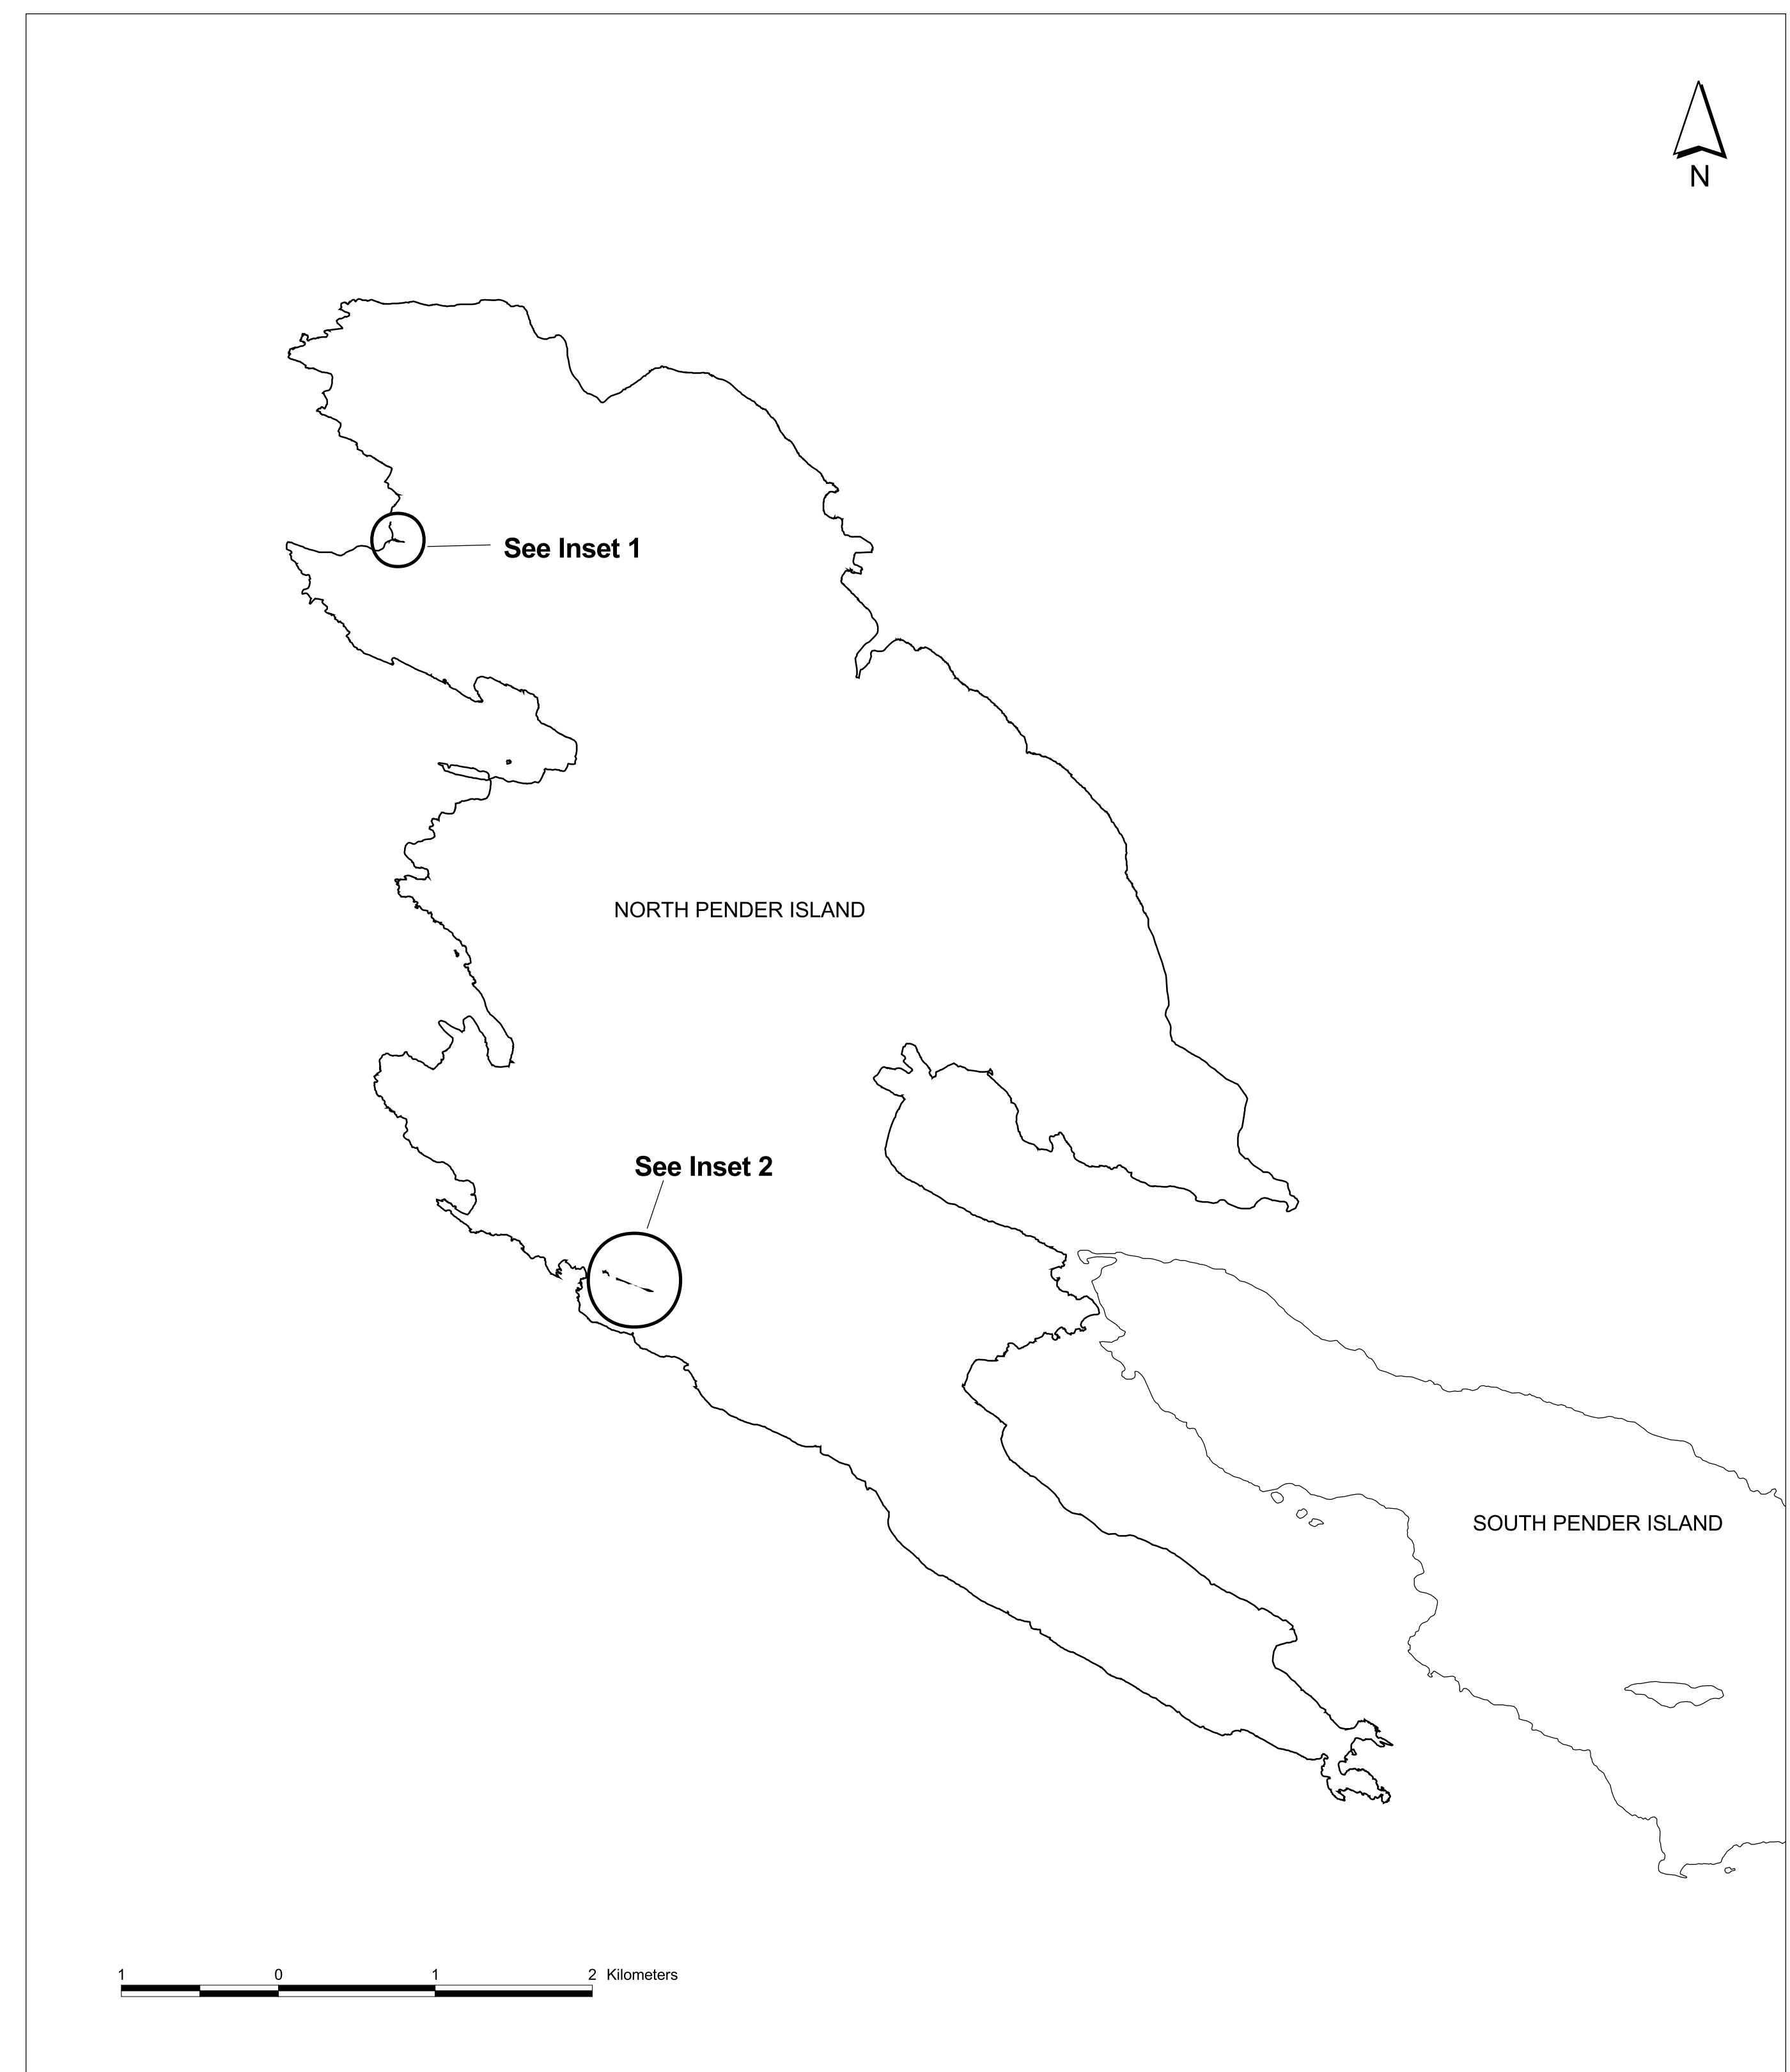 N
See Inset 1
NORTH PENDER ISLAND
See Inset 2
SOUTH PENDER ISLAND
1 0 1 2 Kilometers